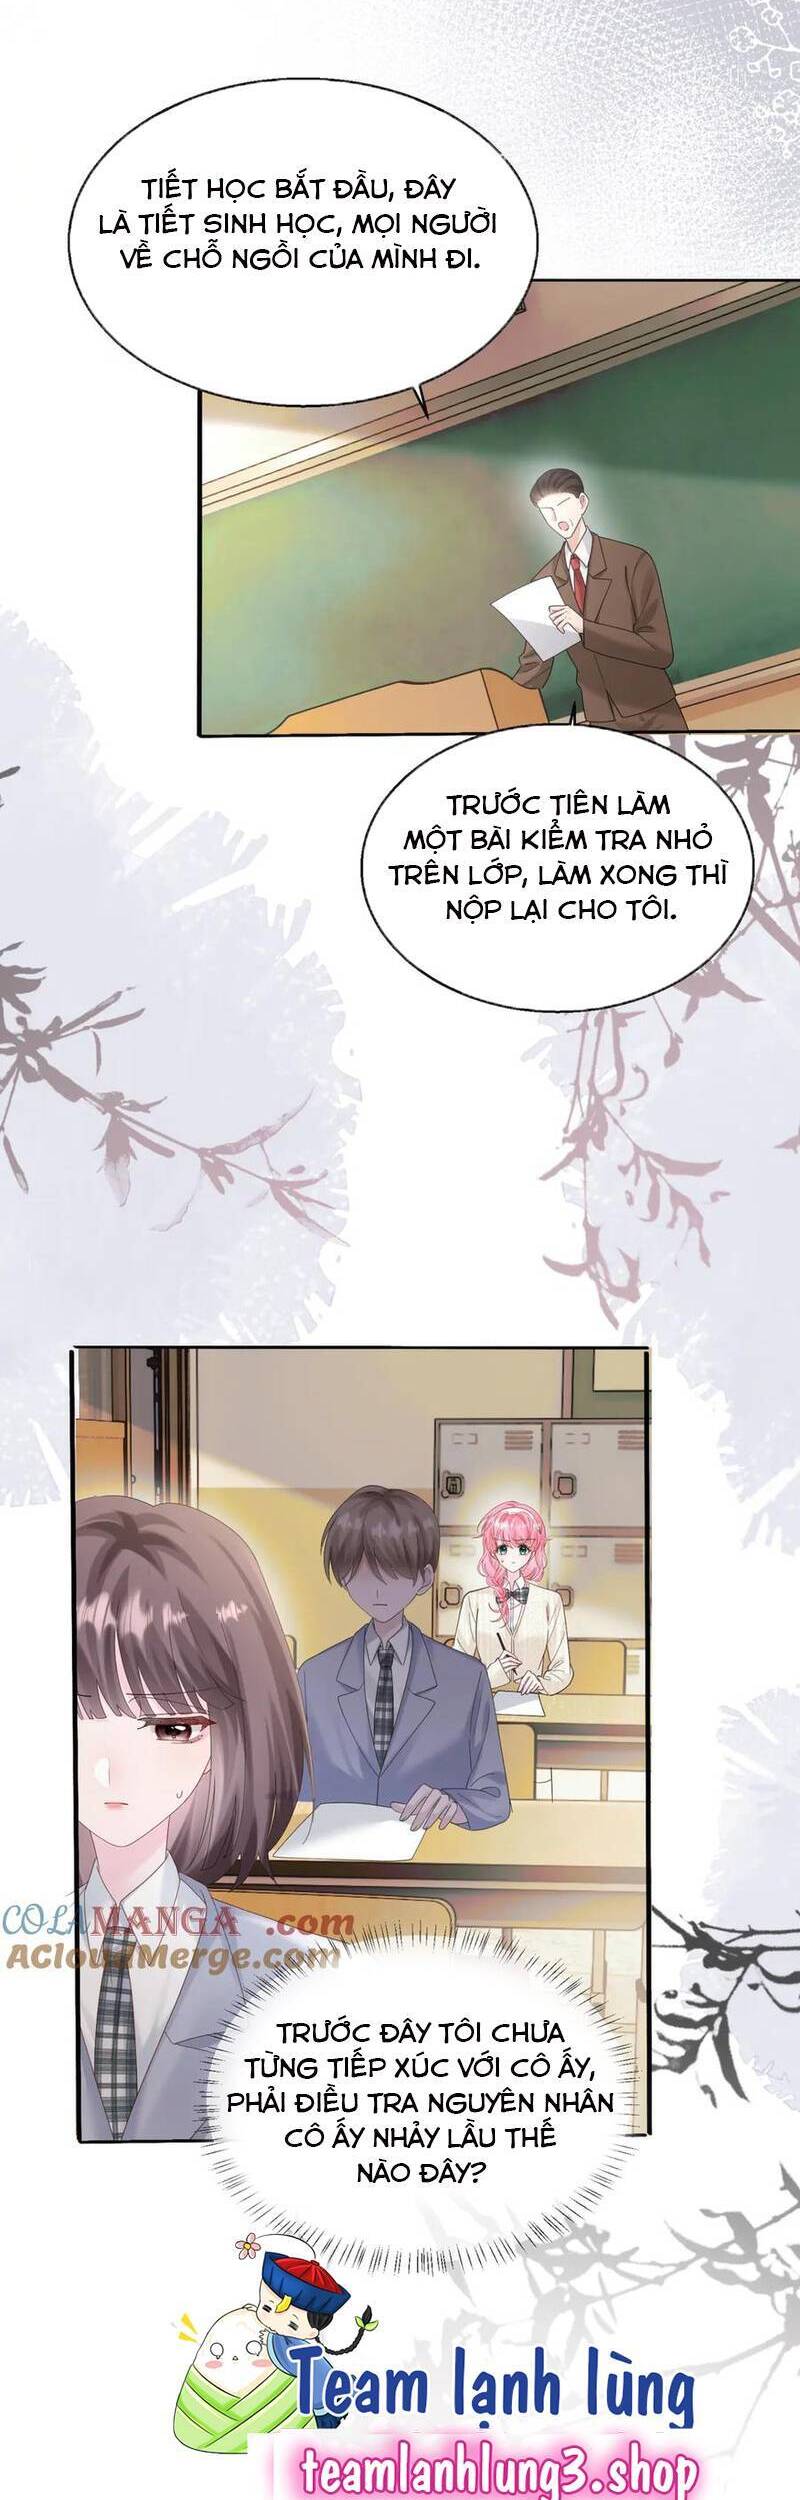 TIẾT HỌC BẮT ĐẦU, ĐÂY
LÀ TIẾT SINH HỌC, MỌI NGƯỜI
VỀ CHỖ NGỒI CỦA MÌNH ĐI.
TRƯỚC TIÊN LÀM
MỘT BÀI KIỂM TRA NHỎ
TRÊN LỚP, LÀM XONG THÌ
NỘP LẠI CHO TÔI.
COLAMANGA.com
ACloudMerge.com
TRƯỚC ĐÂY TÔI CHƯA
TỪNG TIẾP XÚC VỚI CÔ ẤY,
PHẢI ĐIỀU TRA NGUYÊN NHÂN
CÔ ẤY NHẢY LẦU THẾ
NÀO ĐÂY?
Team lạnh lùng
teamlanhlung3.shop